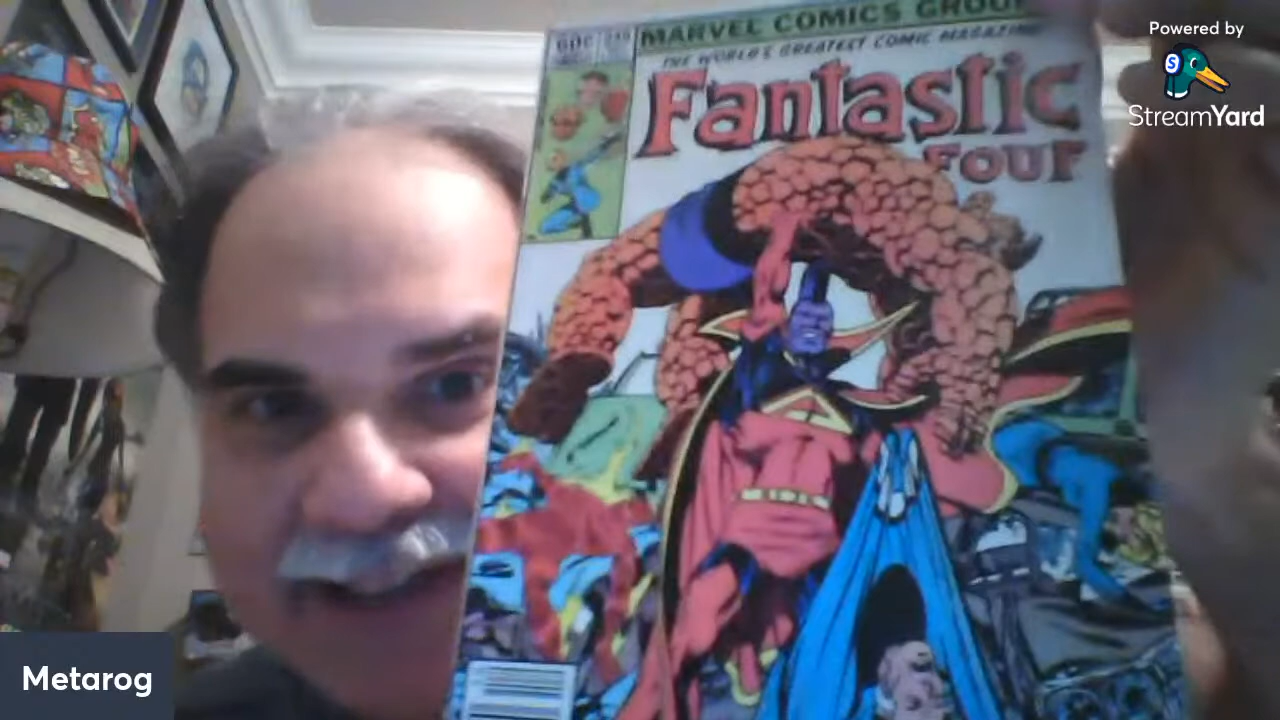 Powered by
StreamYard
60¢
MARVEL COMICS GROUP
THE WORLD'S GREATEST COMIC MAGAZINE
Fantastic
FOUR
Metarog